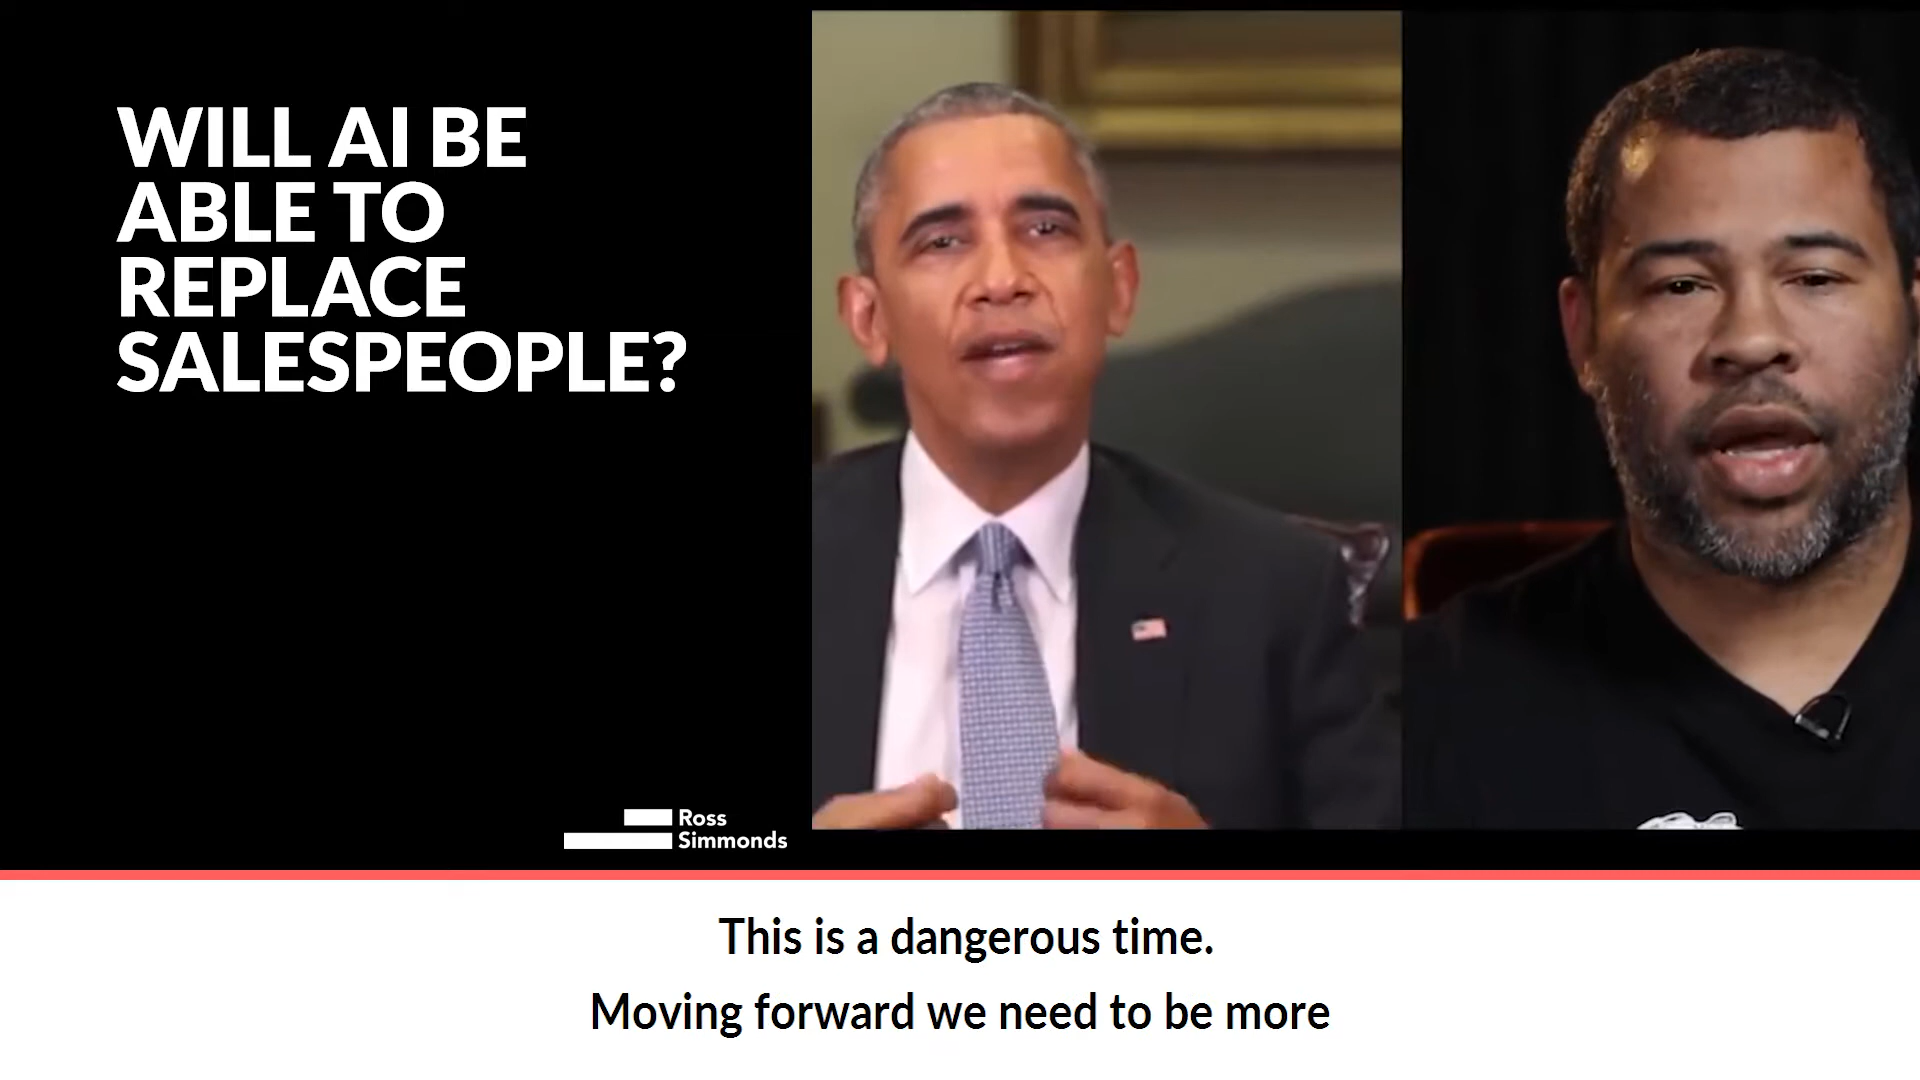 WILL AI BE
ABLE TO
REPLACE
SALESPEOPLE?
Ross
Simmonds
This is a dangerous time.
Moving forward we need to be more